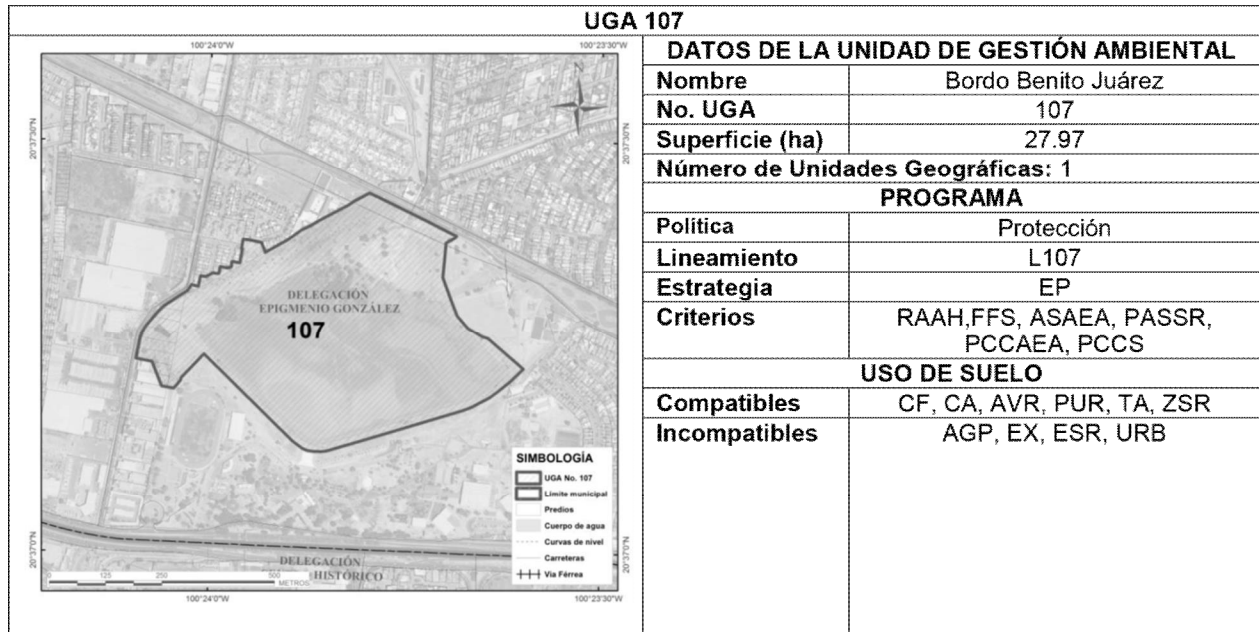 UGA 107
100°24'0"W
100°23'30"W
20°37'30"N
20°37'30"N
N
DELEGACIÓN
EPIGMENIO GONZÁLEZ
107
SIMBOLOGÍA
UGA No. 107
Límite municipal
Predios
Cuerpo de agua
Curvas de nivel
Carreteras
Vía Férrea
20°37'0"N
20°37'0"N
DELEGACIÓN
HISTÓRICO
0 125 250 500
METROS
100°24'0"W
100°23'30"W
DATOS DE LA UNIDAD DE GESTIÓN AMBIENTAL
Nombre Bordo Benito Juárez
No. UGA 107
Superficie (ha) 27.97
Número de Unidades Geográficas: 1
PROGRAMA
Política Protección
Lineamiento L107
Estrategia EP
Criterios RAAH,FFS, ASAEA, PASSR,
PCCAEA, PCCS
USO DE SUELO
Compatibles CF, CA, AVR, PUR, TA, ZSR
Incompatibles AGP, EX, ESR, URB